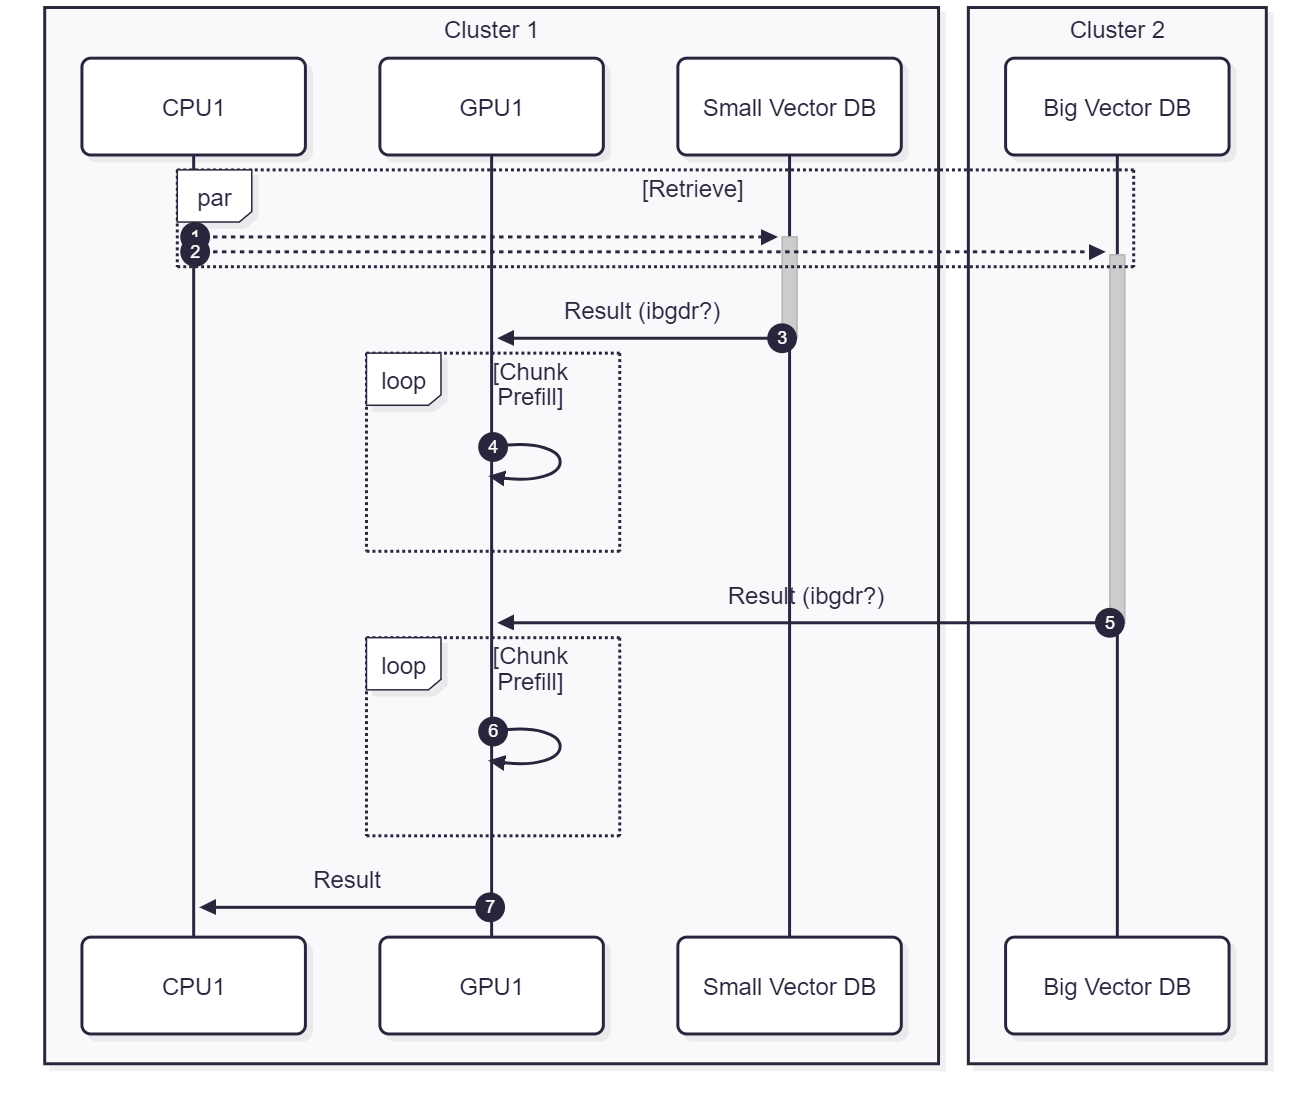 Cluster 1
Cluster 2
CPU1
GPU1
Small Vector DB
Big Vector DB
par
[Retrieve]
1
2
Result (ibgdr?)
3
loop
[Chunk
Prefill]
4
Result (ibgdr?)
5
loop
[Chunk
Prefill]
6
Result
7
CPU1
GPU1
Small Vector DB
Big Vector DB